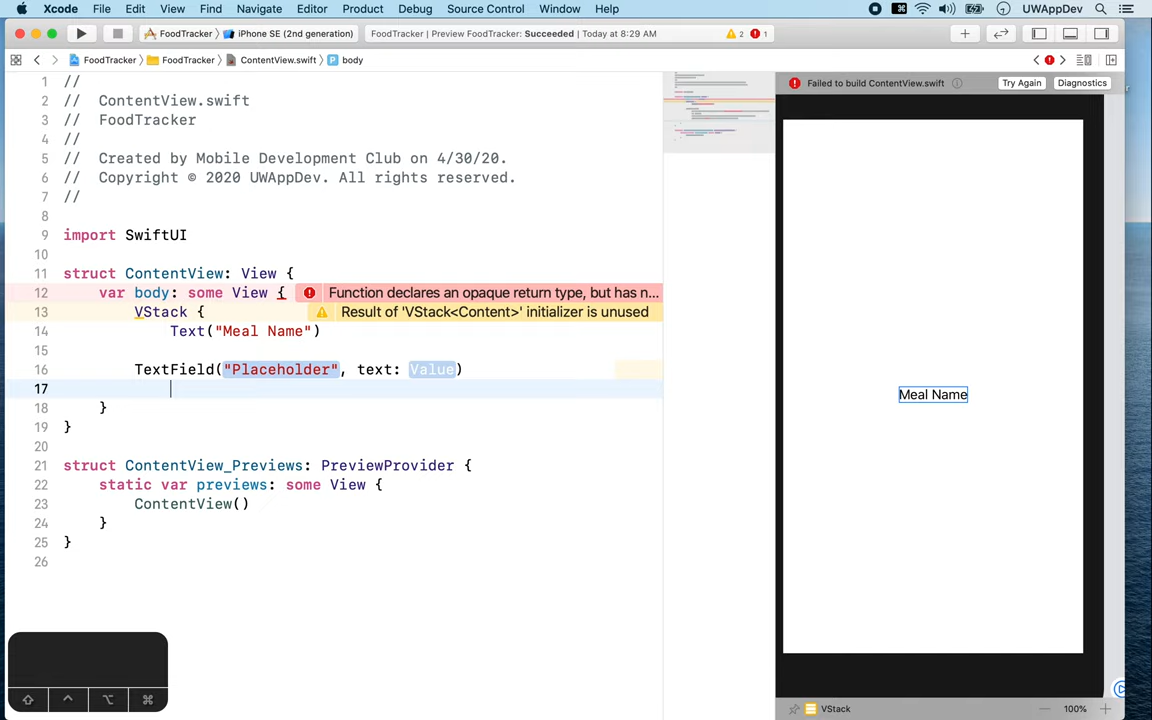 Xcode File Edit View Find Navigate Editor Product Debug Source Control Window Help UWAppDev
FoodTracker iPhone SE (2nd generation) FoodTracker | Preview FoodTracker: Succeeded | Today at 8:29 AM 2 1
FoodTracker FoodTracker ContentView.swift body
Failed to build ContentView.swift Try Again Diagnostics
1 //
2 // ContentView.swift
3 // FoodTracker
4 //
5 // Created by Mobile Development Club on 4/30/20.
6 // Copyright © 2020 UWAppDev. All rights reserved.
7 //
8
9 import SwiftUI
10
11 struct ContentView: View {
12 var body: some View { Function declares an opaque return type, but has n...
13 VStack { Result of 'VStack<Content>' initializer is unused
14 Text("Meal Name")
15
16 TextField("Placeholder", text: Value)
17
18 }
19 }
20
21 struct ContentView_Previews: PreviewProvider {
22 static var previews: some View {
23 ContentView()
24 }
25 }
26
Meal Name
VStack 100%